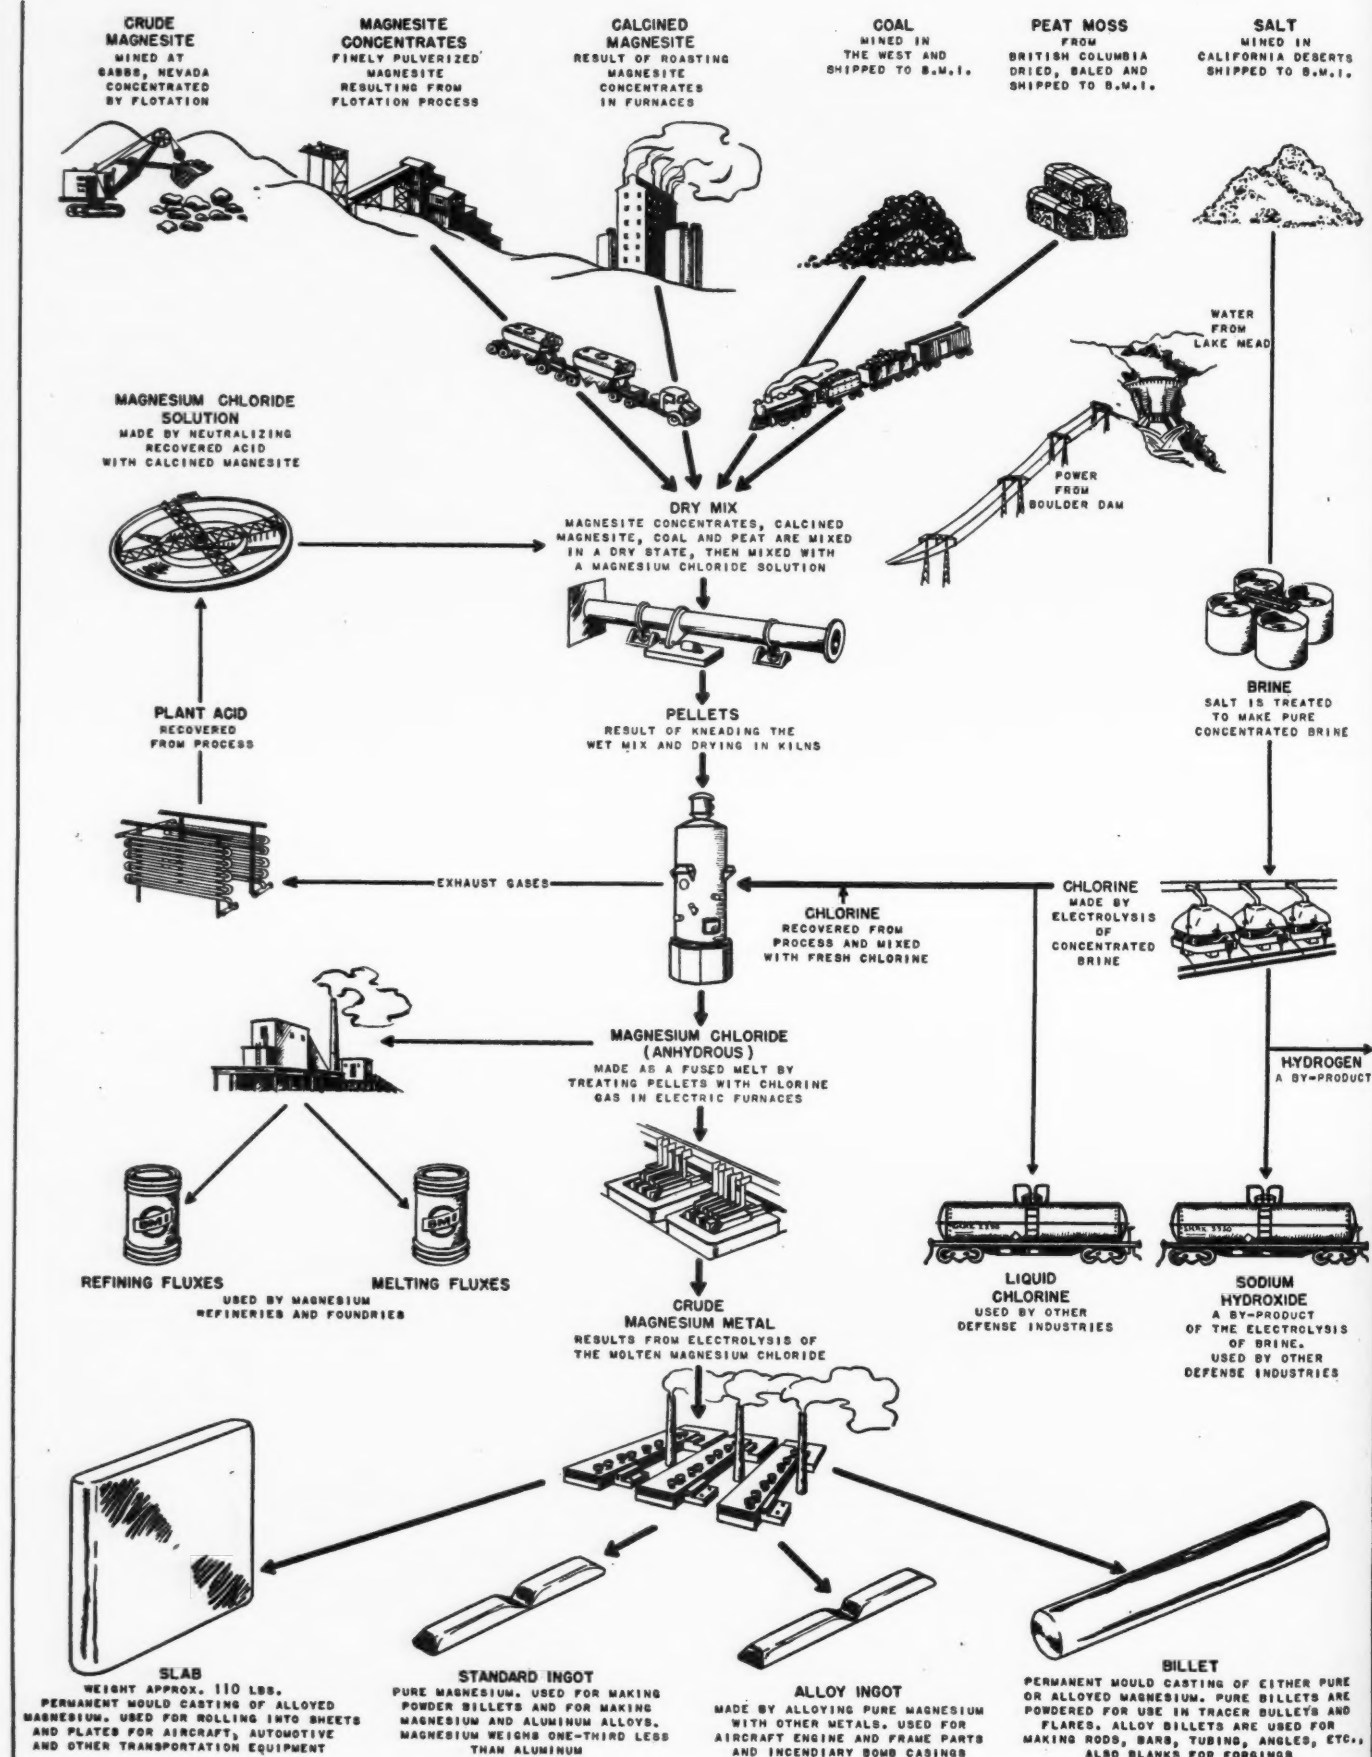 CRUDE
MAGNESITE
MINED AT
GABBS, NEVADA
CONCENTRATED
BY FLOTATION
MAGNESITE
CONCENTRATES
FINELY PULVERIZED
MAGNESITE
RESULTING FROM
FLOTATION PROCESS
CALCINED
MAGNESITE
RESULT OF ROASTING
MAGNESITE
CONCENTRATES
IN FURNACES
COAL
MINED IN
THE WEST AND
SHIPPED TO B.M.I.
PEAT MOSS
FROM
BRITISH COLUMBIA
DRIED, BALED AND
SHIPPED TO B.M.I.
SALT
MINED IN
CALIFORNIA DESERTS
SHIPPED TO B.M.I.
WATER
FROM
LAKE MEAD
POWER
FROM
BOULDER DAM
MAGNESIUM CHLORIDE
SOLUTION
MADE BY NEUTRALIZING
RECOVERED ACID
WITH CALCINED MAGNESITE
DRY MIX
MAGNESITE CONCENTRATES, CALCINED
MAGNESITE, COAL AND PEAT ARE MIXED
IN A DRY STATE, THEN MIXED WITH
A MAGNESIUM CHLORIDE SOLUTION
BRINE
SALT IS TREATED
TO MAKE PURE
CONCENTRATED BRINE
PLANT ACID
RECOVERED
FROM PROCESS
PELLETS
RESULT OF KNEADING THE
WET MIX AND DRYING IN KILNS
EXHAUST GASES
CHLORINE
RECOVERED FROM
PROCESS AND MIXED
WITH FRESH CHLORINE
CHLORINE
MADE BY
ELECTROLYSIS
OF
CONCENTRATED
BRINE
MAGNESIUM CHLORIDE
(ANHYDROUS)
MADE AS A FUSED MELT BY
TREATING PELLETS WITH CHLORINE
GAS IN ELECTRIC FURNACES
HYDROGEN
A BY-PRODUCT
BMI
BMI
REFINING FLUXES
MELTING FLUXES
USED BY MAGNESIUM
REFINERIES AND FOUNDRIES
CRUDE
MAGNESIUM METAL
RESULTS FROM ELECTROLYSIS OF
THE MOLTEN MAGNESIUM CHLORIDE
LIQUID
CHLORINE
USED BY OTHER
DEFENSE INDUSTRIES
SODIUM
HYDROXIDE
A BY-PRODUCT
OF THE ELECTROLYSIS
OF BRINE.
USED BY OTHER
DEFENSE INDUSTRIES
SLAB
WEIGHT APPROX. 110 LBS.
PERMANENT MOULD CASTING OF ALLOYED
MAGNESIUM. USED FOR ROLLING INTO SHEETS
AND PLATES FOR AIRCRAFT, AUTOMOTIVE
AND OTHER TRANSPORTATION EQUIPMENT
STANDARD INGOT
PURE MAGNESIUM. USED FOR MAKING
POWDER BILLETS AND FOR MAKING
MAGNESIUM AND ALUMINUM ALLOYS.
MAGNESIUM WEIGHS ONE-THIRD LESS
THAN ALUMINUM
ALLOY INGOT
MADE BY ALLOYING PURE MAGNESIUM
WITH OTHER METALS. USED FOR
AIRCRAFT ENGINE AND FRAME PARTS
AND INCENDIARY BOMB CASINGS
BILLET
PERMANENT MOULD CASTING OF EITHER PURE
OR ALLOYED MAGNESIUM. PURE BILLETS ARE
POWDERED FOR USE IN TRACER BULLETS AND
FLARES. ALLOY BILLETS ARE USED FOR
MAKING RODS, BARS, TUBING, ANGLES, ETC.,
ALSO BLANKS FOR FORGING